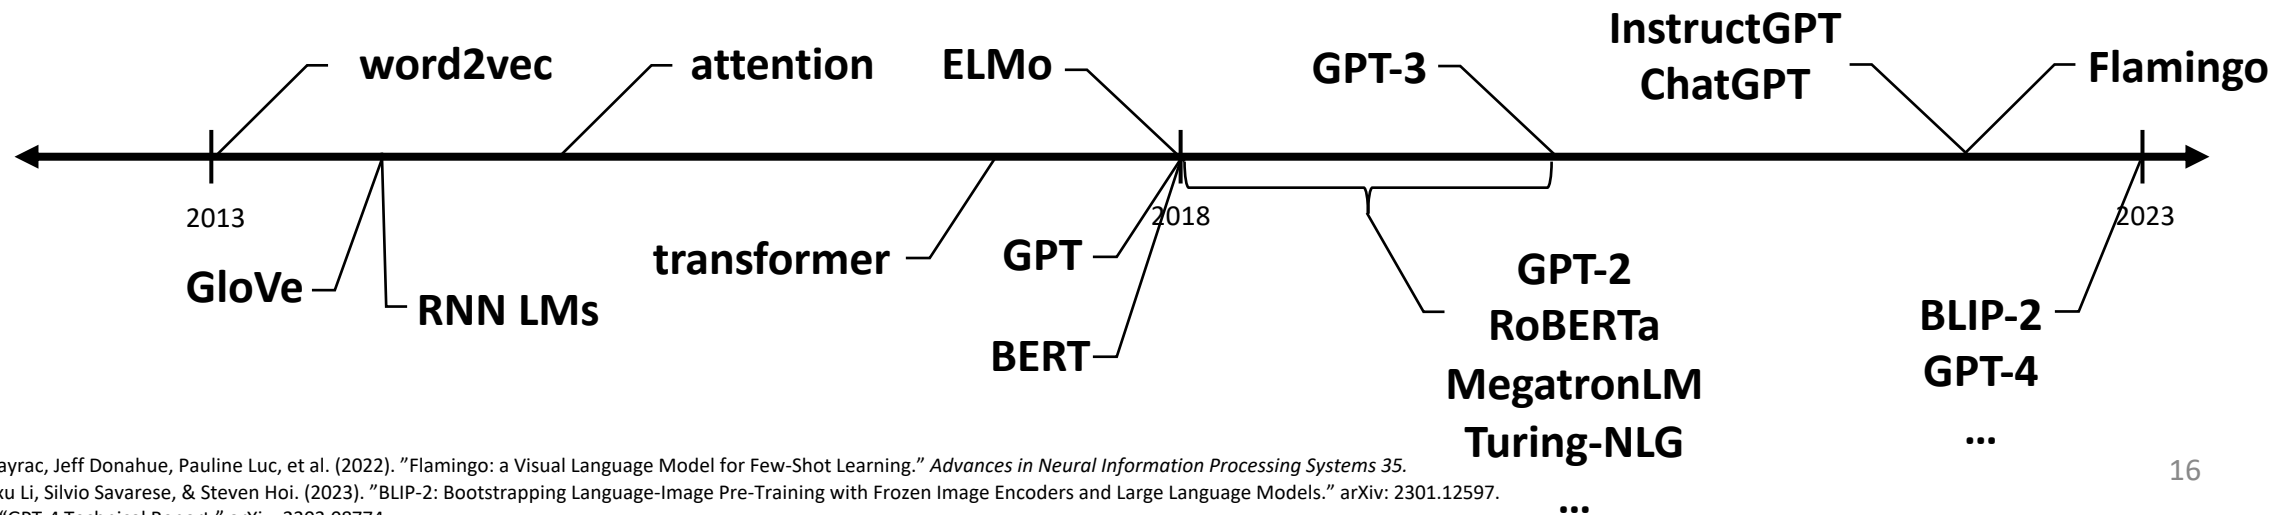 InstructGPT
ChatGPT
word2vec
attention
ELMo
GPT-3
Flamingo
2013
2018
2023
GloVe
RNN LMs
transformer
GPT
BERT
GPT-2
RoBERTa
MegatronLM
Turing-NLG
...
BLIP-2
GPT-4
...
ayrac, Jeff Donahue, Pauline Luc, et al. (2022). ”Flamingo: a Visual Language Model for Few-Shot Learning.” Advances in Neural Information Processing Systems 35.
xu Li, Silvio Savarese, & Steven Hoi. (2023). ”BLIP-2: Bootstrapping Language-Image Pre-Training with Frozen Image Encoders and Large Language Models.” arXiv: 2301.12597.
16